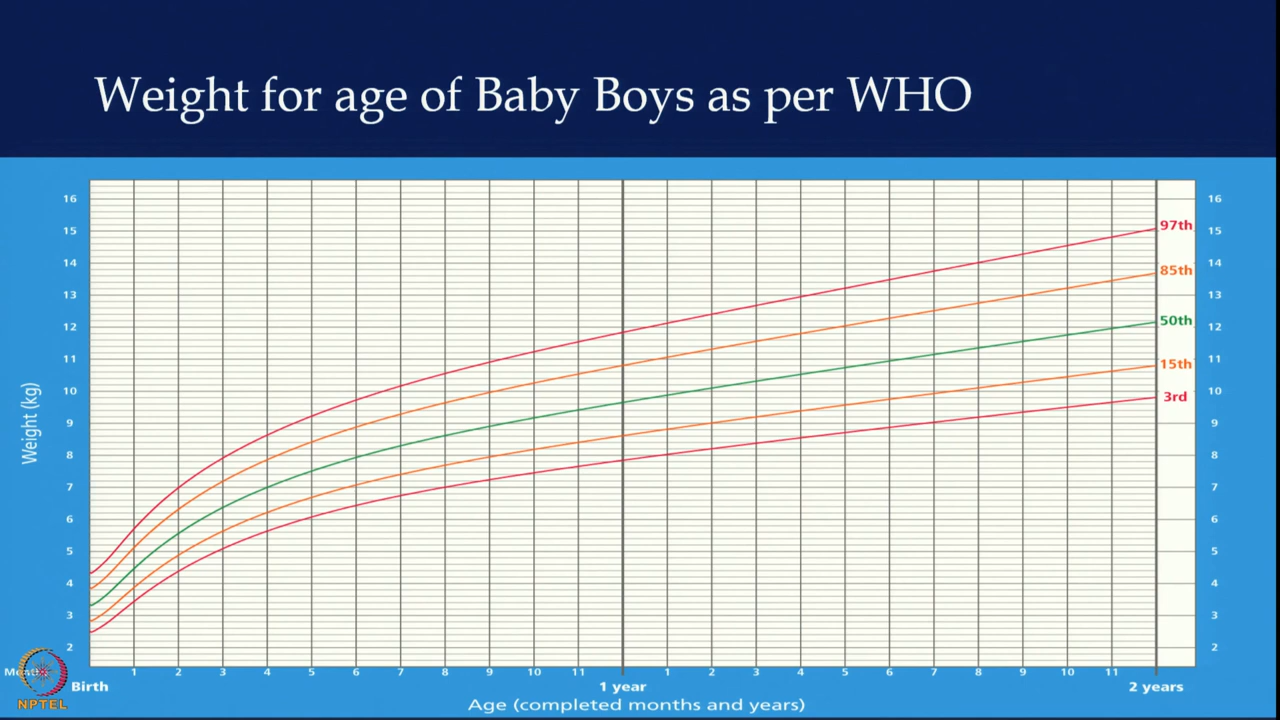 Weight for age of Baby Boys as per WHO
16 16
97th
15 15
14 85th 14
13 13
50th
12 12
11 15th 11
10 3rd 10
Weight (kg)
9 9
8 8
7 7
6 6
5 5
4 4
3 3
2 2
1 2 3 4 5 6 7 8 9 10 11 1 2 3 4 5 6 7 8 9 10 11
Birth 1 year 2 years
NPTEL
Age (completed months and years)